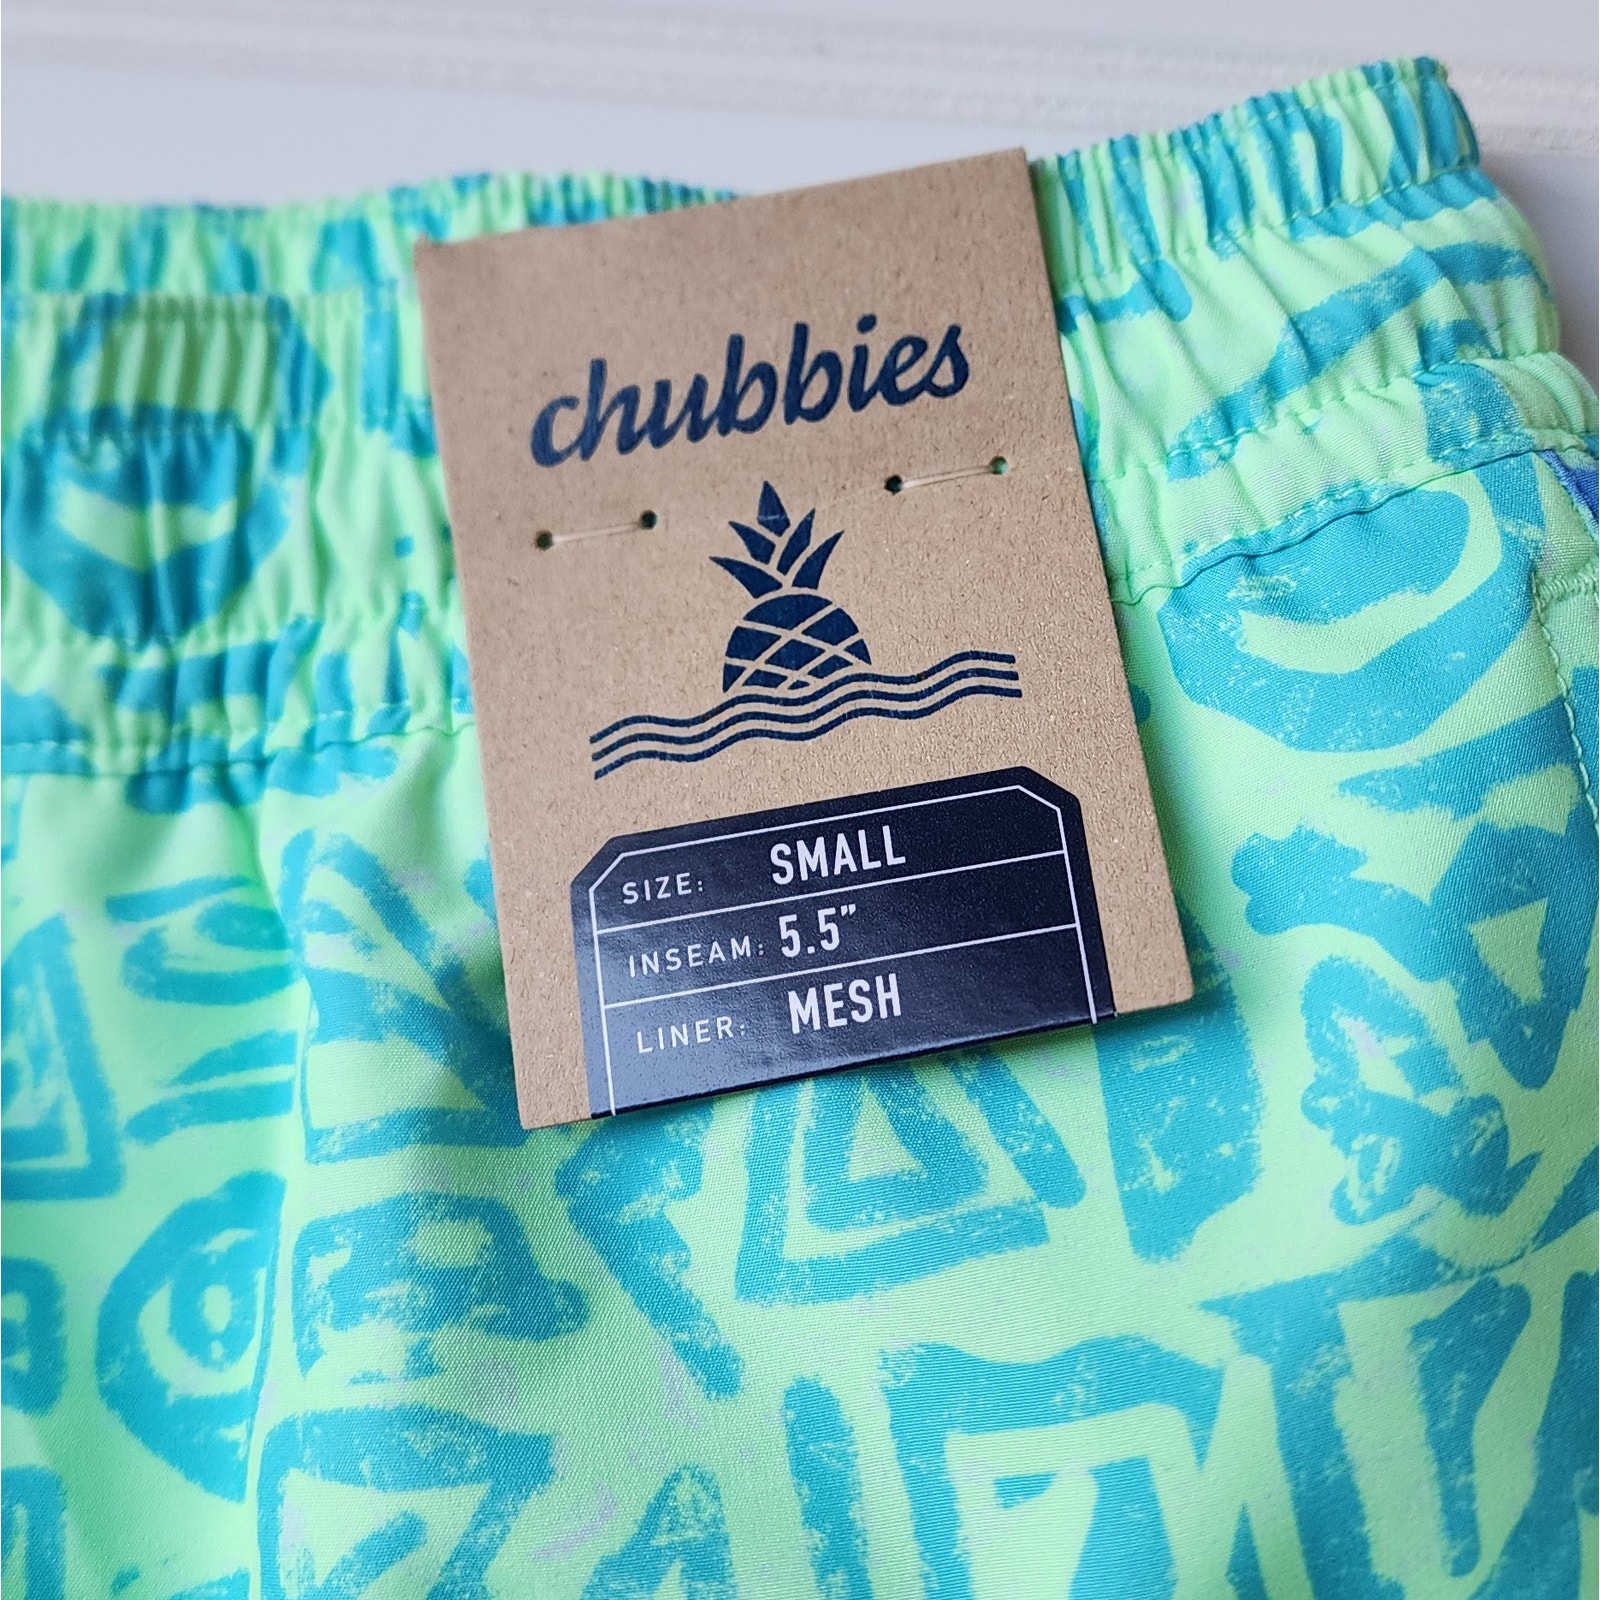 chubbies
SIZE: SMALL
INSEAM: 5.5"
LINER: MESH